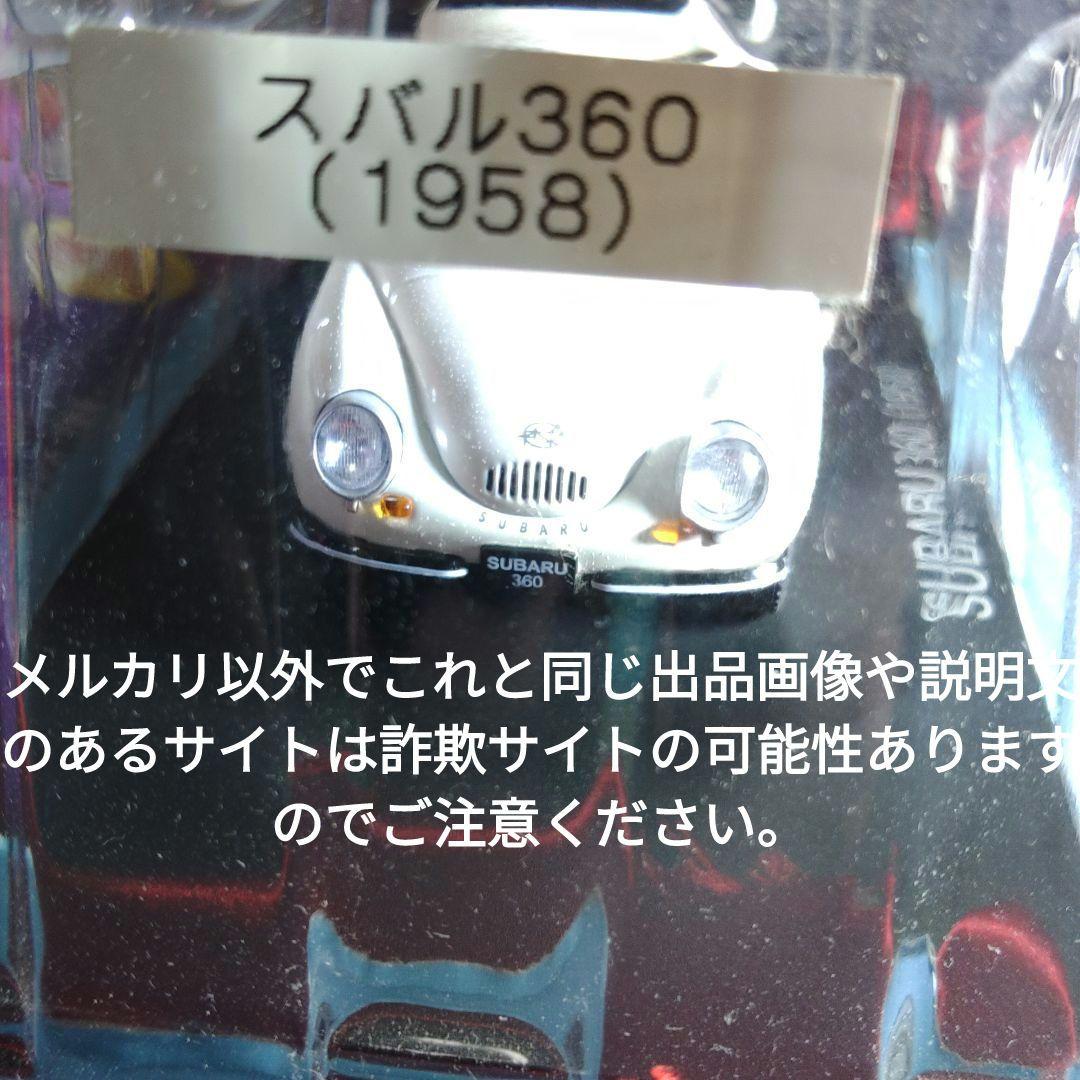 スバル360
(1958)
SUBARU
SUBARU
360
SUBARU 360 (1958)
メルカリ以外でこれと同じ出品画像や説明文
のあるサイトは詐欺サイトの可能性あります
のでご注意ください。